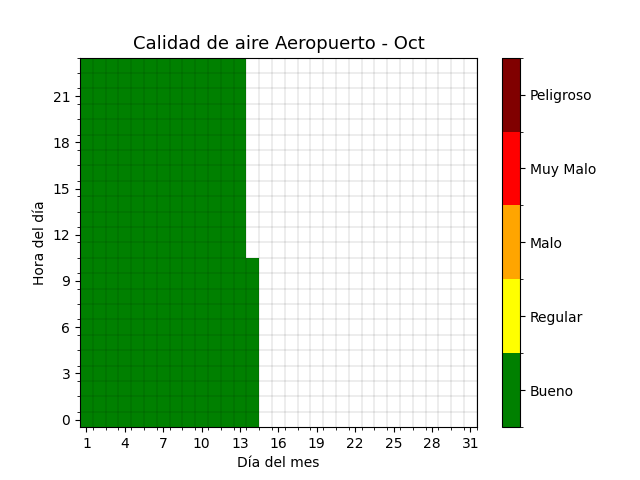 Calidad de aire Aeropuerto - Oct
Hora del día
21
18
15
12
9
6
3
0
1 4 7 10 13 16 19 22 25 28 31
Día del mes
Peligroso
Muy Malo
Malo
Regular
Bueno